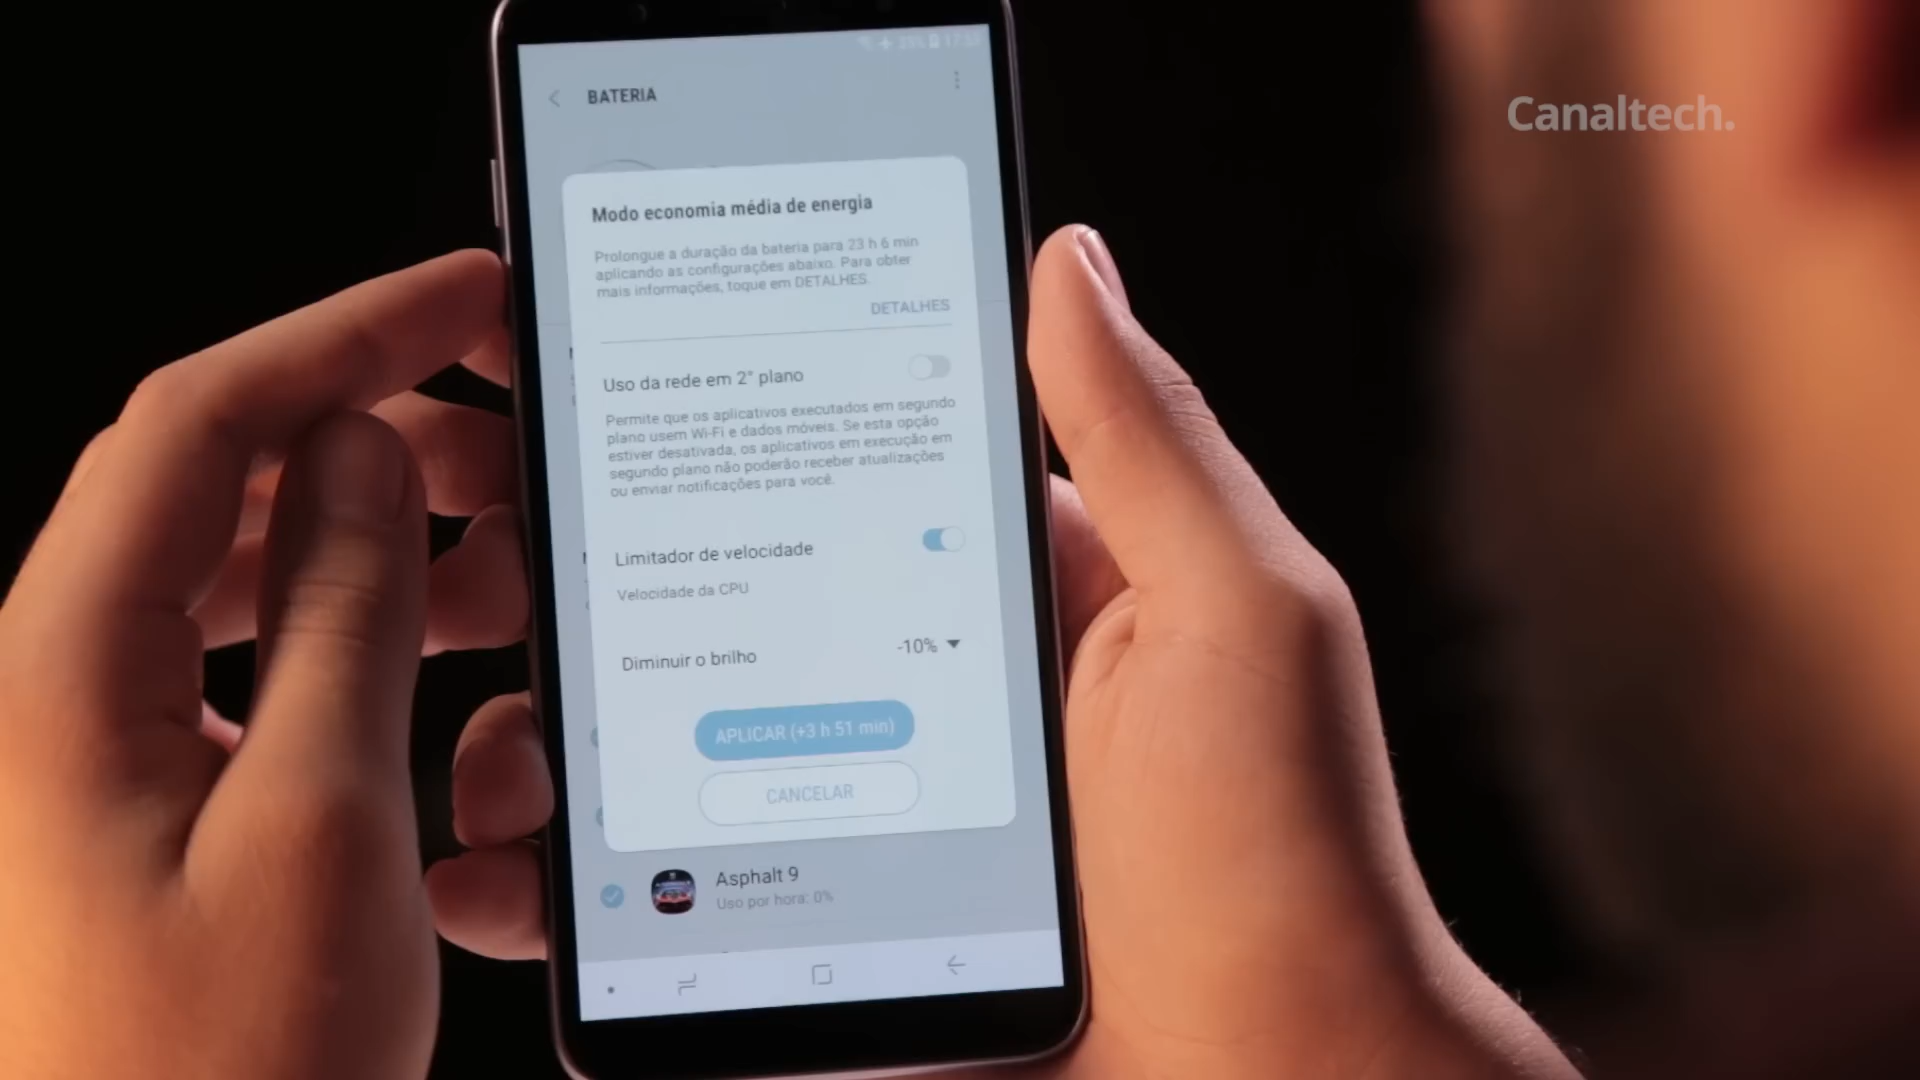 Canaltech.
BATERIA
Modo economia média de energia
Prolongue a duração da bateria para 23 h 6 min
aplicando as configurações abaixo. Para obter
mais informações, toque em DETALHES.
DETALHES
Uso da rede em 2° plano
Permite que os aplicativos executados em segundo
plano usem Wi-Fi e dados móveis. Se esta opção
estiver desativada, os aplicativos em execução em
segundo plano não poderão receber atualizações
ou enviar notificações para você.
Limitador de velocidade
Velocidade da CPU
Diminuir o brilho
-10%
APLICAR (+3 h 51 min)
CANCELAR
Asphalt 9
Uso por hora: 0%